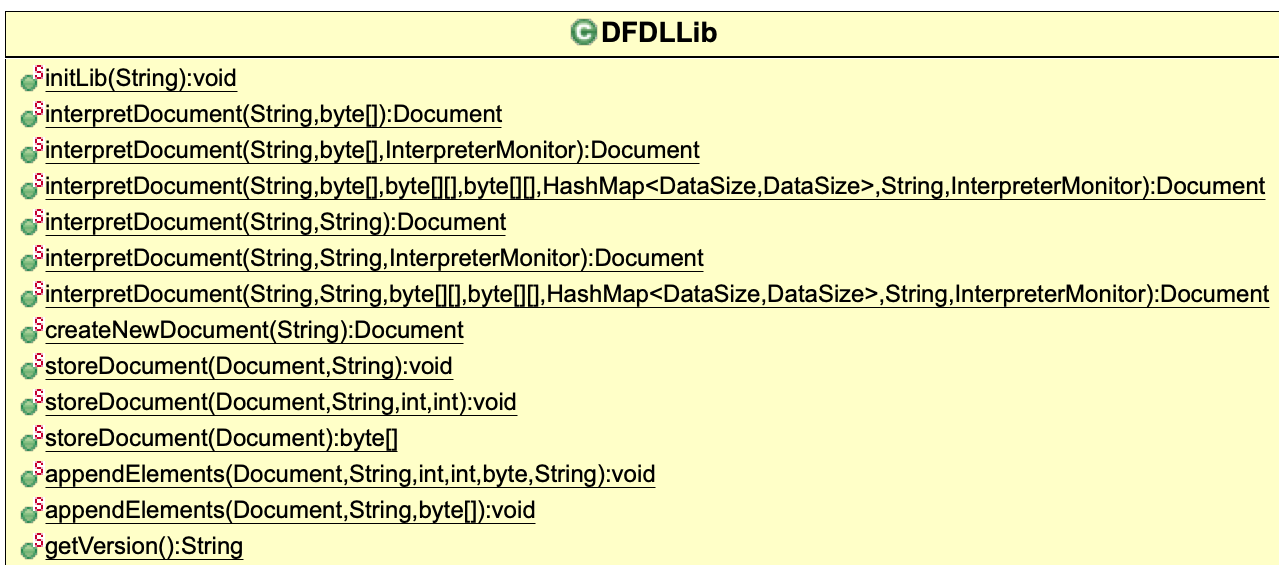 C DFDLLib
S initLib(String):void
S interpretDocument(String,byte[]):Document
S interpretDocument(String,byte[],InterpreterMonitor):Document
S interpretDocument(String,byte[],byte[][],byte[][],HashMap<DataSize,DataSize>,String,InterpreterMonitor):Document
S interpretDocument(String,String):Document
S interpretDocument(String,String,InterpreterMonitor):Document
S interpretDocument(String,String,byte[][],byte[][],HashMap<DataSize,DataSize>,String,InterpreterMonitor):Document
S createNewDocument(String):Document
S storeDocument(Document,String):void
S storeDocument(Document,String,int,int):void
S storeDocument(Document):byte[]
S appendElements(Document,String,int,int,byte,String):void
S appendElements(Document,String,byte[]):void
S getVersion():String